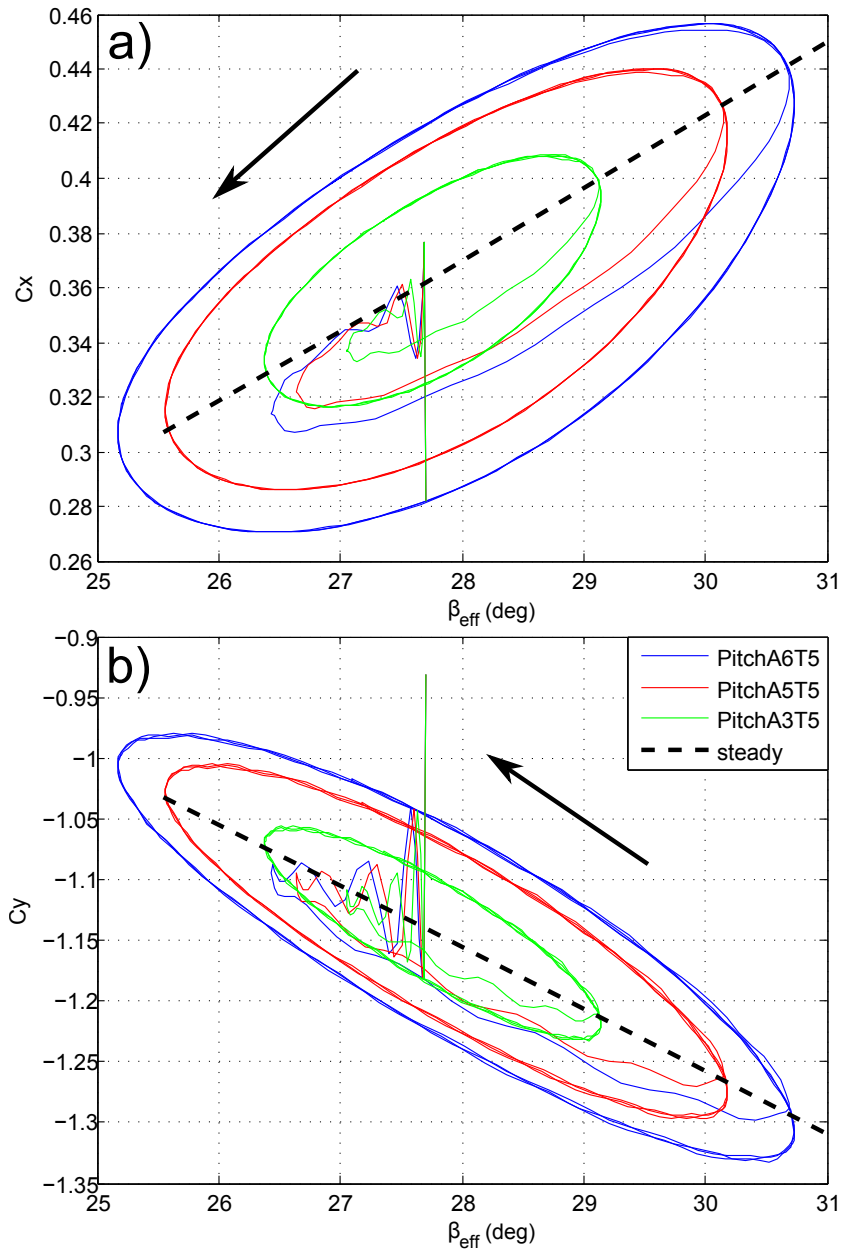 a)
0.46
0.44
0.42
0.4
0.38
0.36
0.34
0.32
0.3
0.28
0.26
Cx
25 26 27 28 29 30 31
βeff (deg)
b)
PitchA6T5
PitchA5T5
PitchA3T5
steady
−0.9
−0.95
−1
−1.05
−1.1
−1.15
−1.2
−1.25
−1.3
−1.35
Cy
25 26 27 28 29 30 31
βeff (deg)